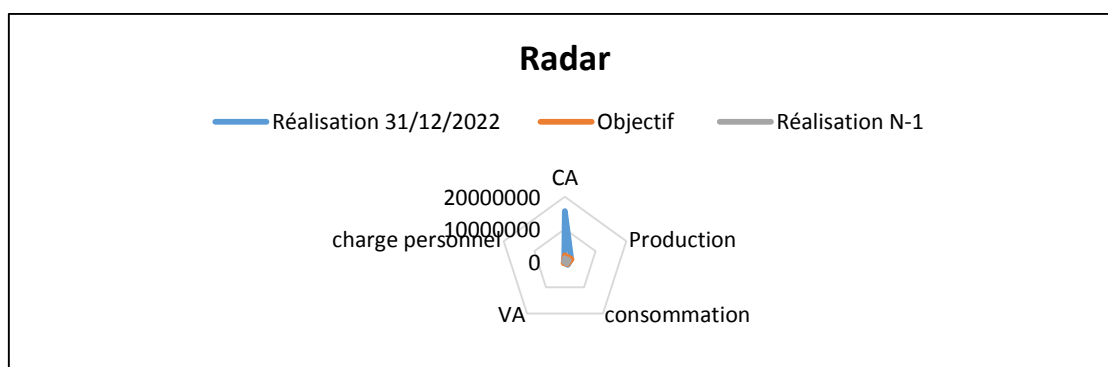 Radar
Réalisation 31/12/2022 Objectif Réalisation N-1
CA
20000000
charge personnel 10000000 Production
0
VA consommation